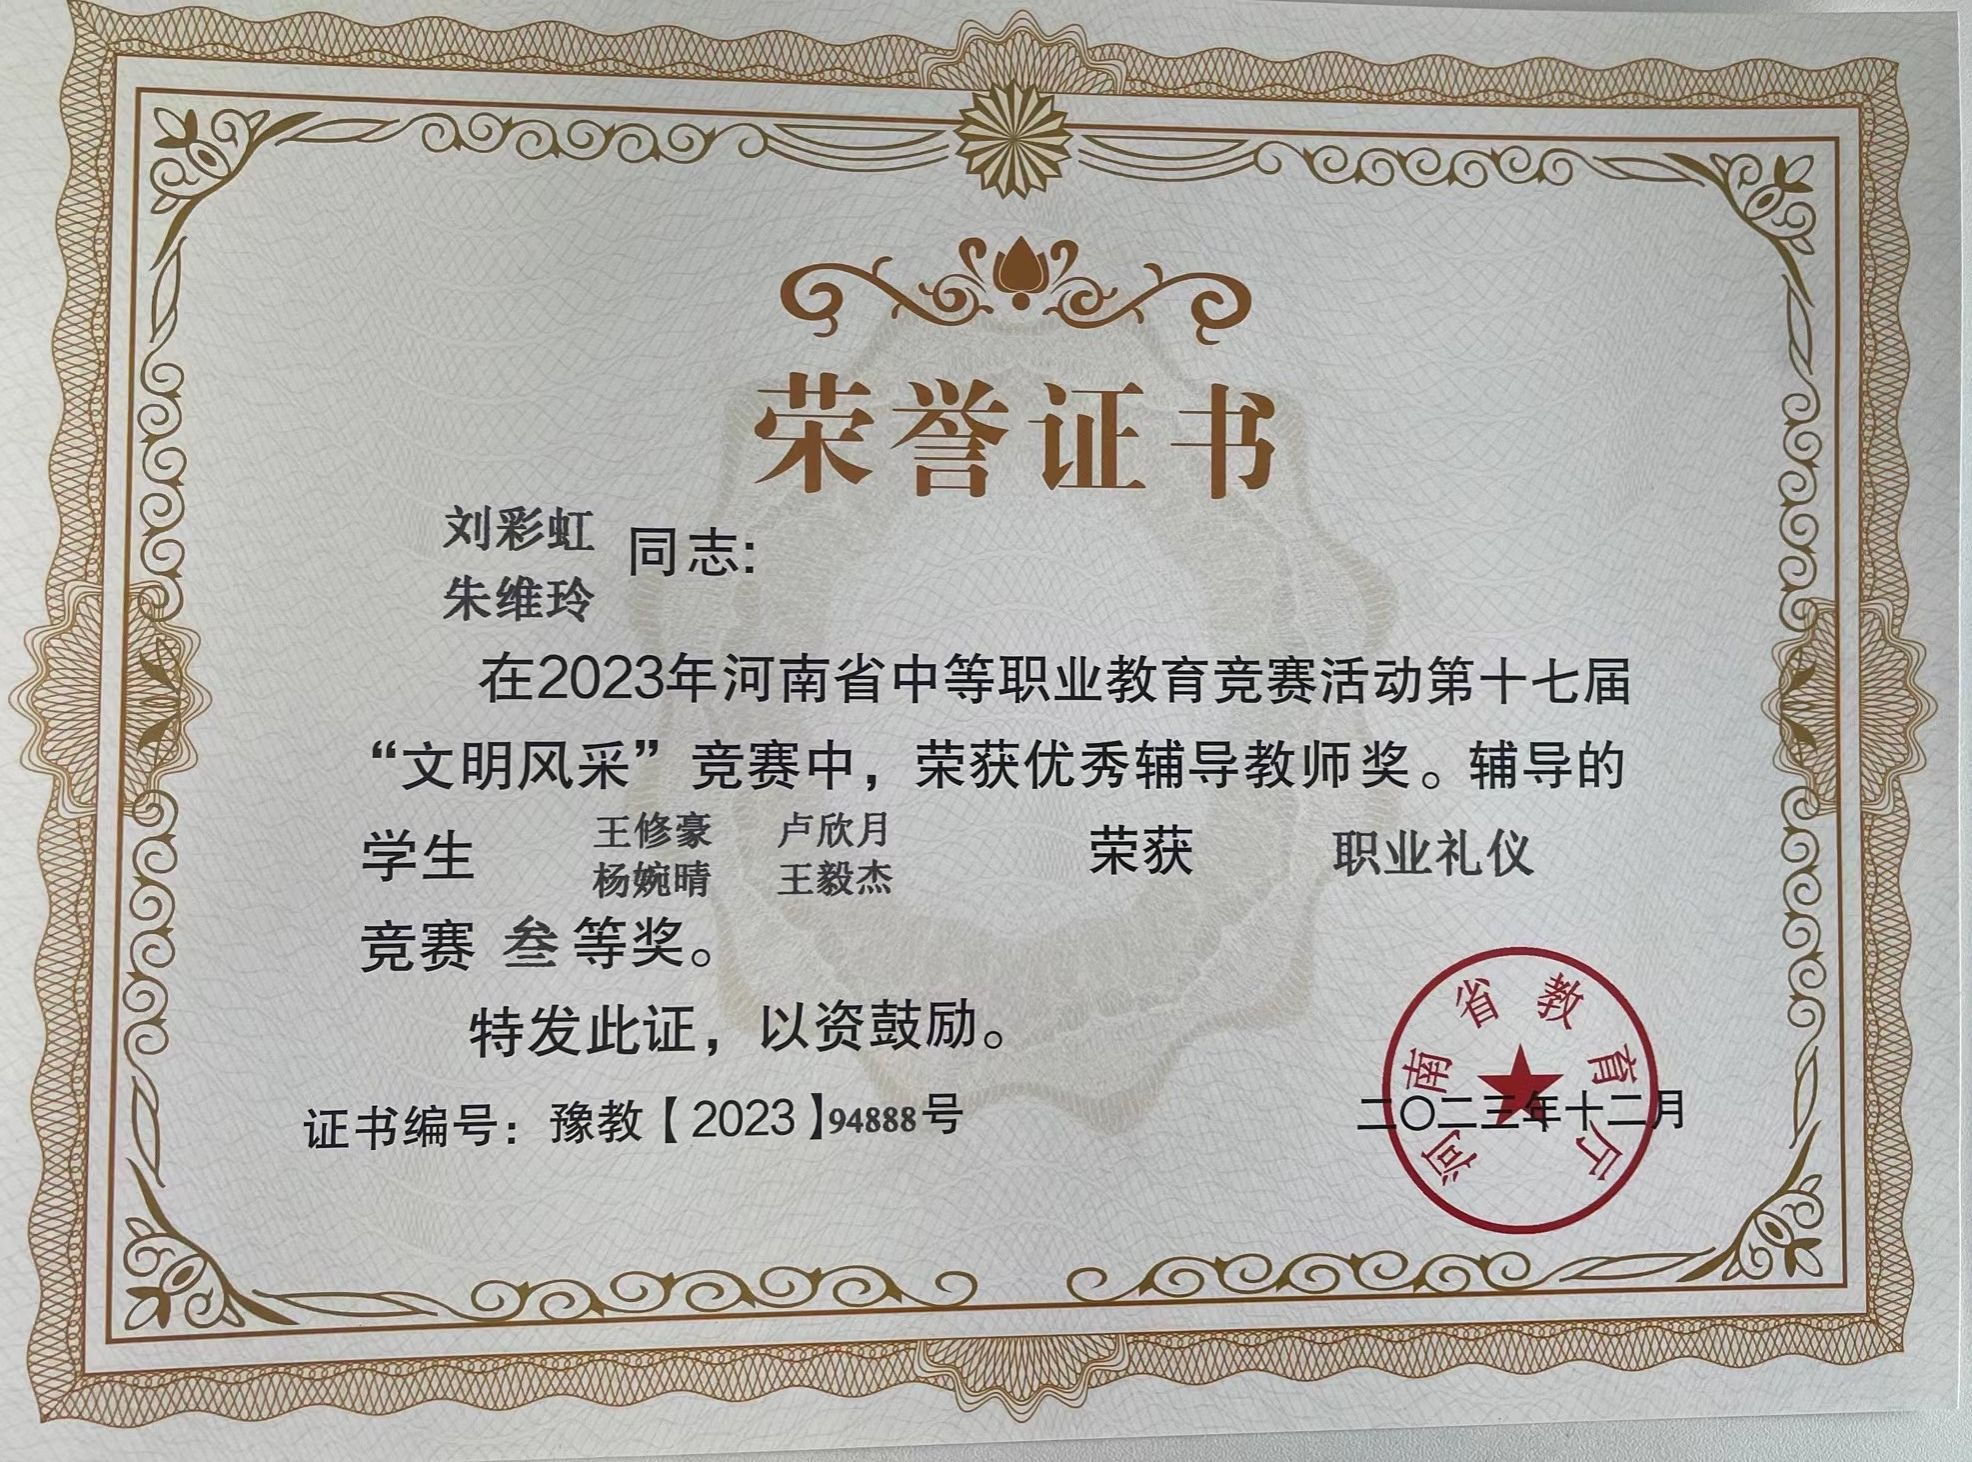 荣誉证书
刘彩虹
朱维玲
同志:
在2023年河南省中等职业教育竞赛活动第十七届
“文明风采”竞赛中，荣获优秀辅导教师奖。辅导的
学生 王修豪 卢欣月 荣获 职业礼仪
杨婉晴 王毅杰
竞赛 叁等奖。
特发此证，以资鼓励。
证书编号：豫教【2023】94888号
二〇二三年十二月
河南省教育厅